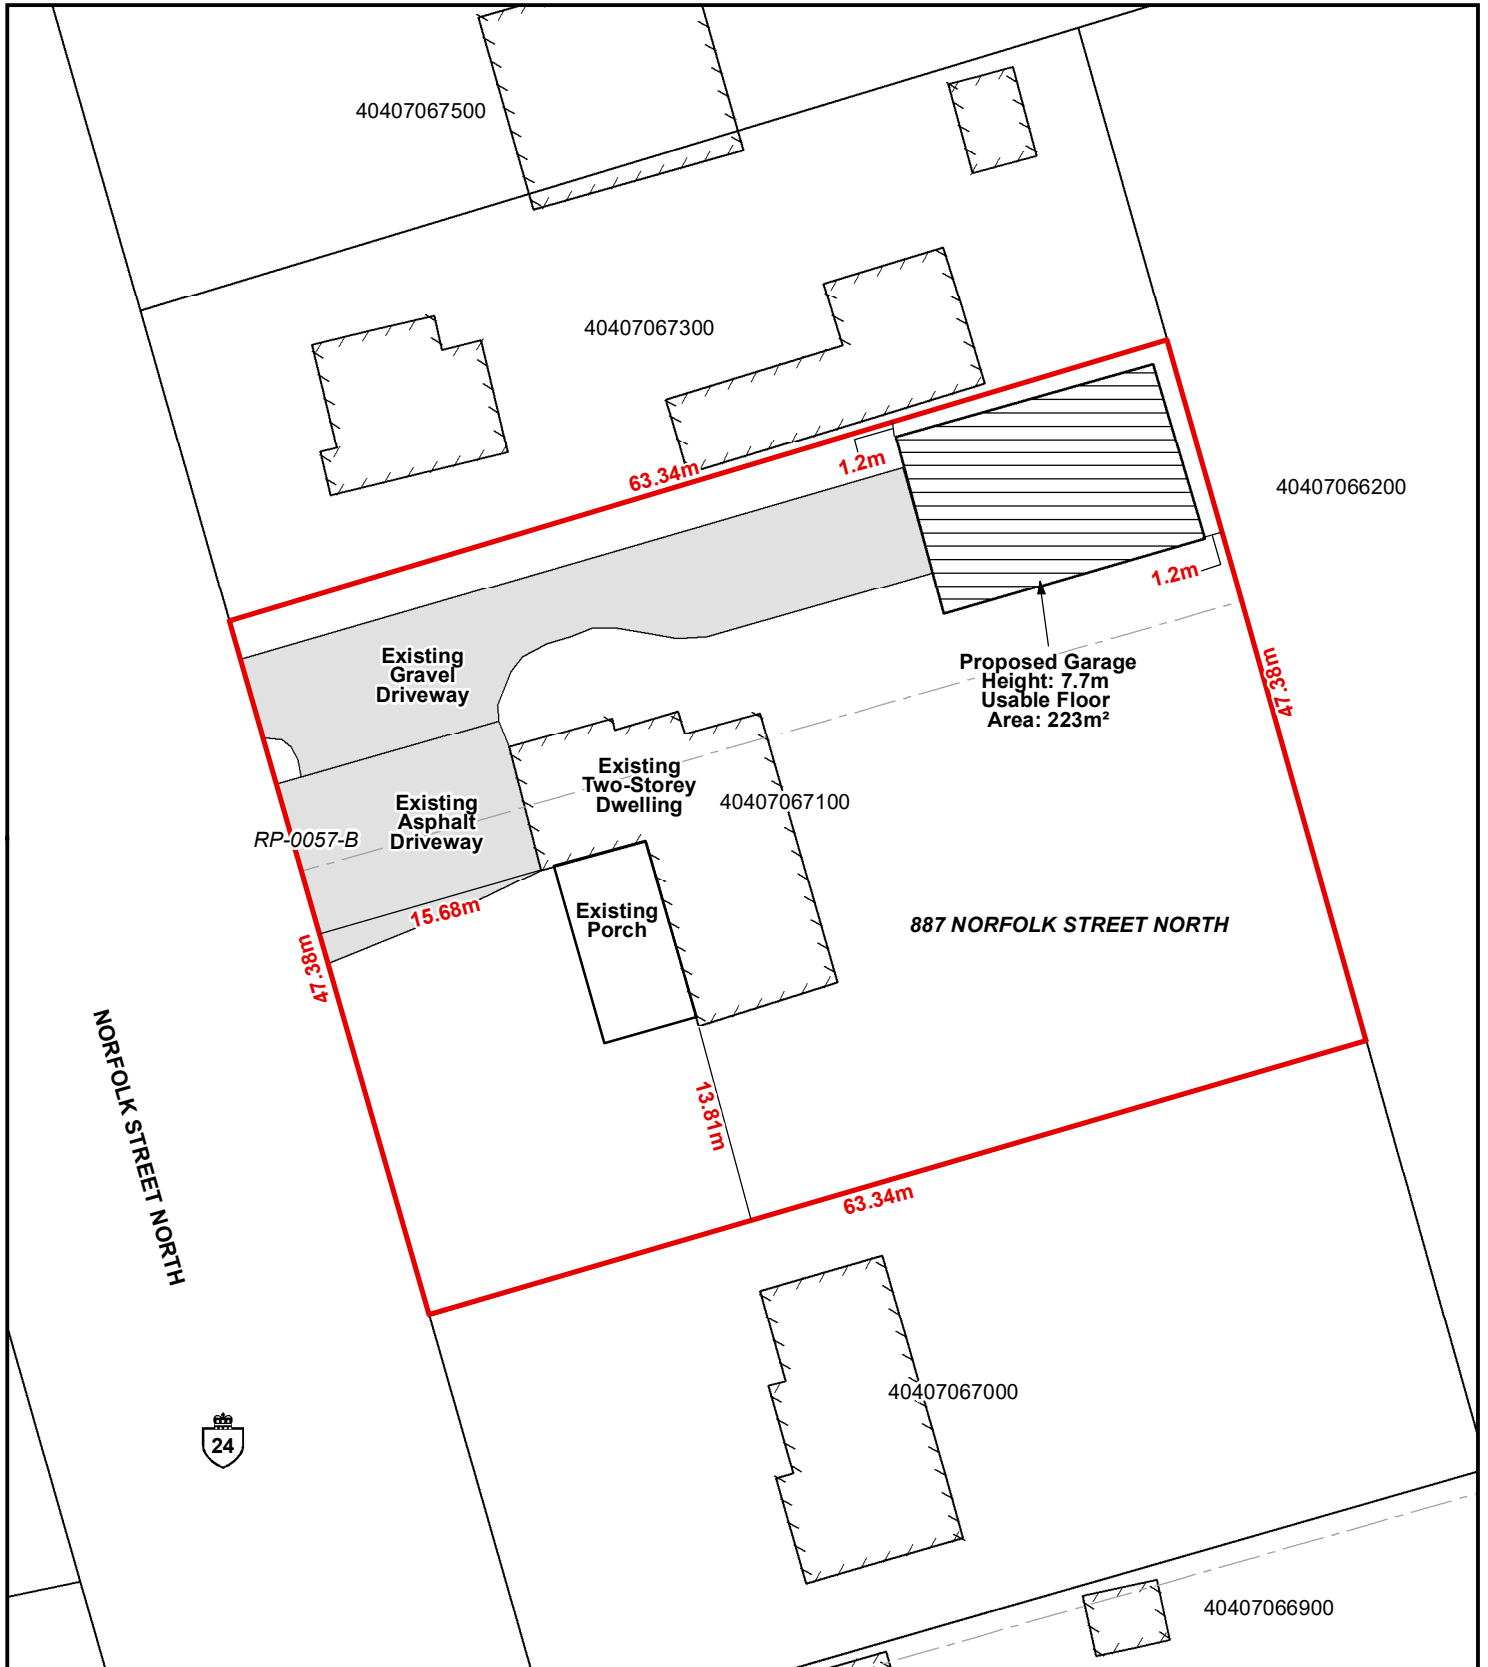 40407067500
40407067300
63.34m
1.2m
40407066200
1.2m
Existing
Gravel
Driveway
Proposed Garage
Height: 7.7m
Usable Floor
Area: 223m²
47.38m
Existing
Two-Storey
Dwelling
40407067100
Existing
Asphalt
Driveway
RP-0057-B
15.68m
Existing
Porch
887 NORFOLK STREET NORTH
47.38m
NORFOLK STREET NORTH
13.81m
63.34m
40407067000
24
40407066900